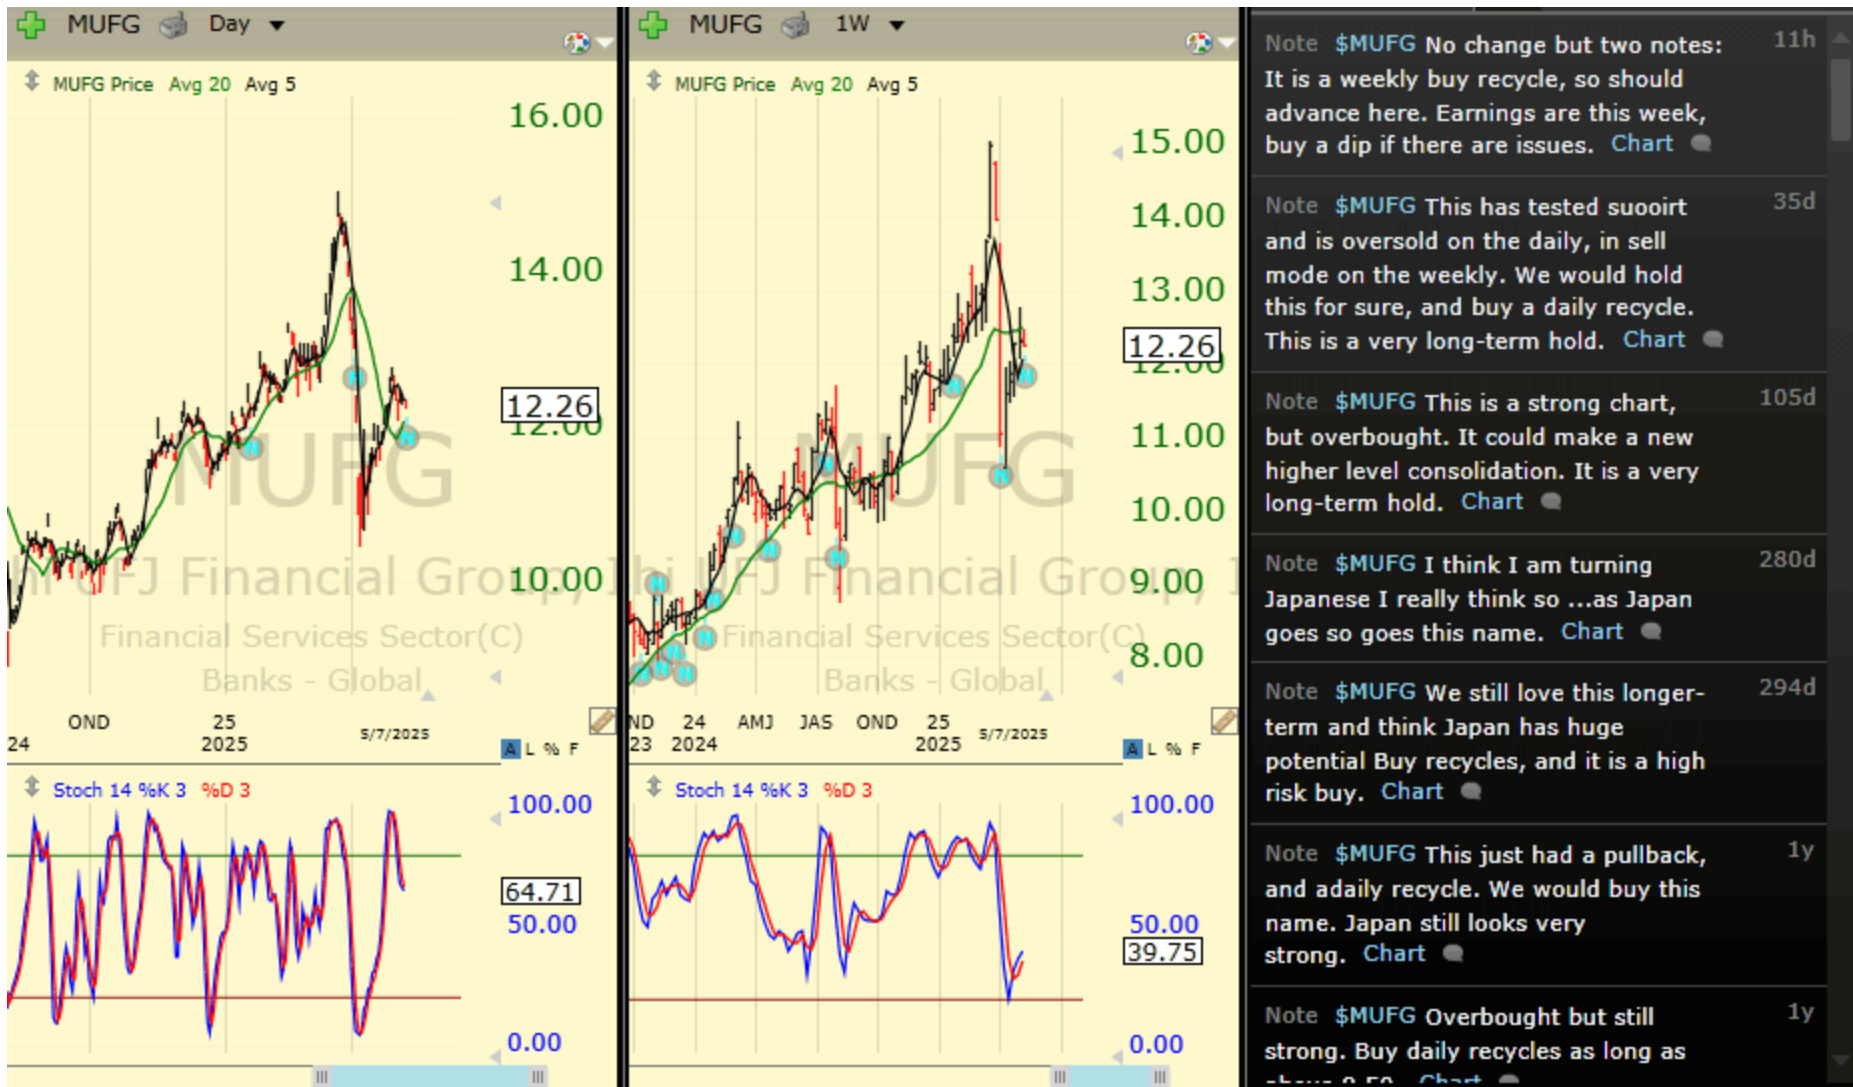 MUFG Day
MUFG Price Avg 20 Avg 5
16.00
14.00
12.26
12.00
10.00
MUFG
UFJ Financial Group, I
Financial Services Sector(C)
Banks - Global
OND 25
24 2025 5/7/2025
A L % F
Stoch 14 %K 3 %D 3
100.00
64.71
50.00
0.00
MUFG 1W
MUFG Price Avg 20 Avg 5
15.00
14.00
13.00
12.26
12.00
11.00
10.00
9.00
8.00
MUFG
hi UFJ Financial Group, I
Financial Services Sector(C)
Banks - Global
ND 24 AMJ JAS OND 25
23 2024 2025 5/7/2025
A L % F
Stoch 14 %K 3 %D 3
100.00
50.00
39.75
0.00
Note $MUFG No change but two notes: 11h
It is a weekly buy recycle, so should
advance here. Earnings are this week,
buy a dip if there are issues. Chart
Note $MUFG This has tested suooirt 35d
and is oversold on the daily, in sell
mode on the weekly. We would hold
this for sure, and buy a daily recycle.
This is a very long-term hold. Chart
Note $MUFG This is a strong chart, 105d
but overbought. It could make a new
higher level consolidation. It is a very
long-term hold. Chart
Note $MUFG I think I am turning 280d
Japanese I really think so ...as Japan
goes so goes this name. Chart
Note $MUFG We still love this longer- 294d
term and think Japan has huge
potential Buy recycles, and it is a high
risk buy. Chart
Note $MUFG This just had a pullback, 1y
and adaily recycle. We would buy this
name. Japan still looks very
strong. Chart
Note $MUFG Overbought but still 1y
strong. Buy daily recycles as long as
Chart